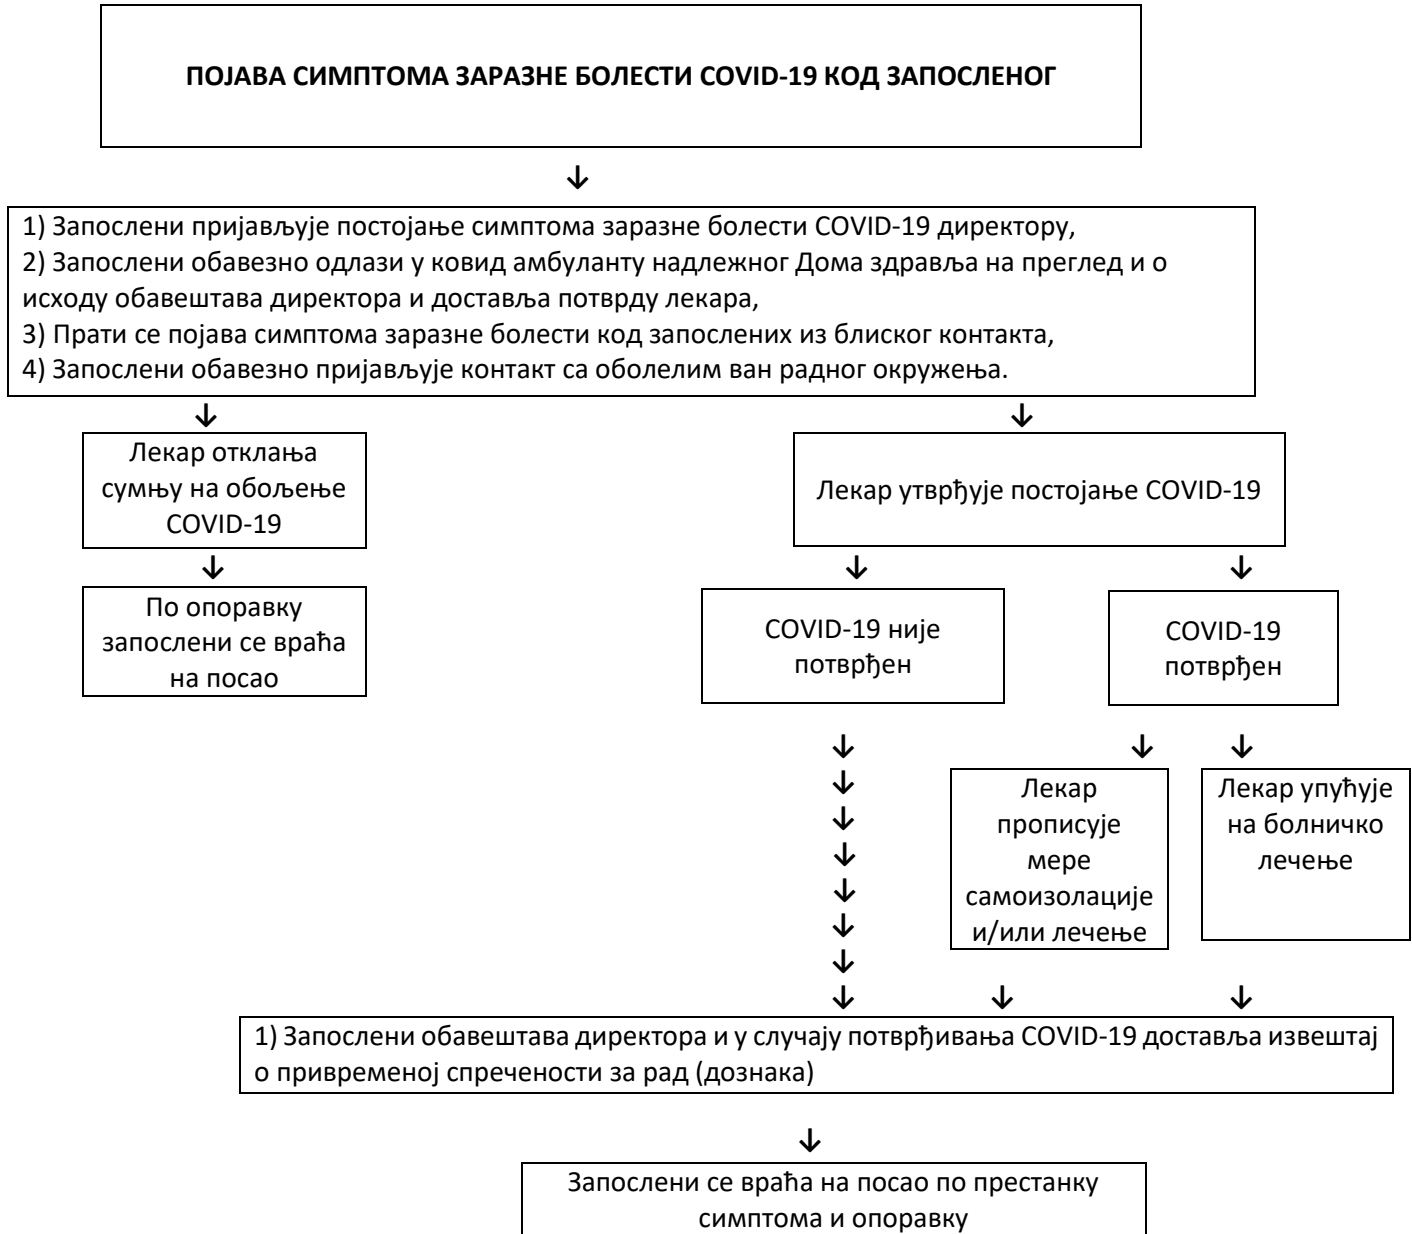 ПОЈАВА СИМПТОМА ЗАРАЗНЕ БОЛЕСТИ COVID-19 КОД ЗАПОСЛЕНОГ
↓
1) Запослени пријављује постојање симптома заразне болести COVID-19 директору,
2) Запослени обавезно одлази у ковид амбуланту надлежног Дома здравља на преглед и о
исходу обавештава директора и доставља потврду лекара,
3) Прати се појава симптома заразне болести код запослених из блиског контакта,
4) Запослени обавезно пријављује контакт са оболелим ван радног окружења.
↓ ↓
Лекар отклања
сумњу на обољење
COVID-19
Лекар утврђује постојање COVID-19
↓ ↓ ↓
По опоравку
запослени се враћа
на посао
COVID-19 није
потврђен
COVID-19
потврђен
↓ ↓ ↓
↓
↓
↓
↓
↓
↓
Лекар
прописује
мере
самоизолације
и/или лечење
Лекар упућује
на болничко
лечење
↓ ↓ ↓
1) Запослени обавештава директора и у случају потврђивања COVID-19 доставља извештај
о привременој спречености за рад (дознака)
↓
Запослени се враћа на посао по престанку
симптома и опоравку